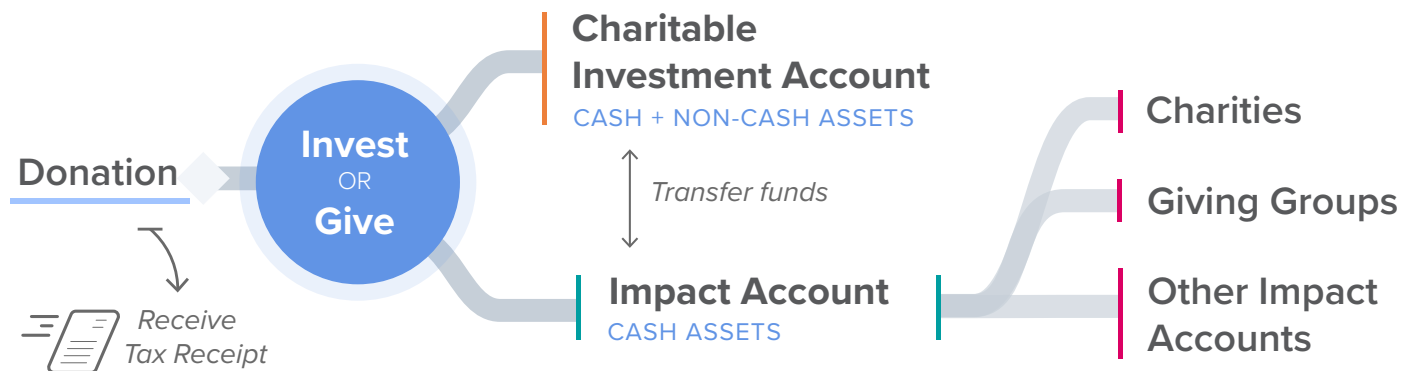 Donation
Receive
Tax Receipt
Invest
OR
Give
Charitable
Investment Account
CASH + NON-CASH ASSETS
Transfer funds
Impact Account
CASH ASSETS
Charities
Giving Groups
Other Impact
Accounts